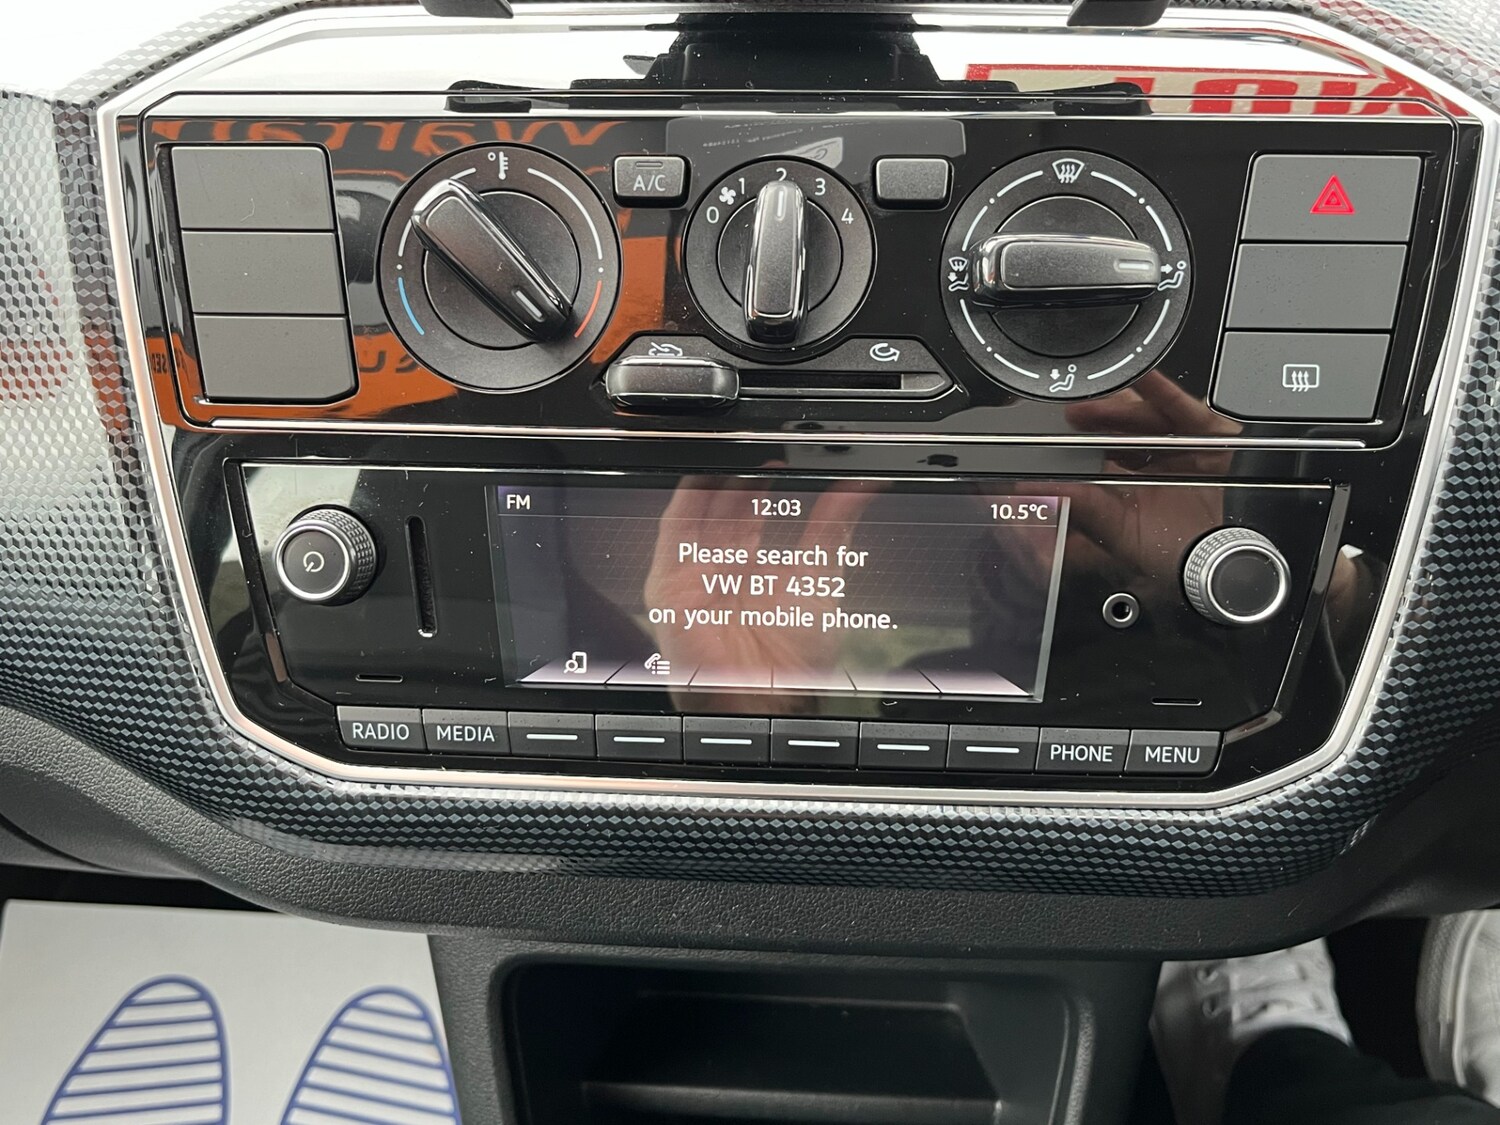 A/C
0 1 2 3 4
FM 12:03 10.5°C
Please search for
VW BT 4352
on your mobile phone.
RADIO MEDIA PHONE MENU